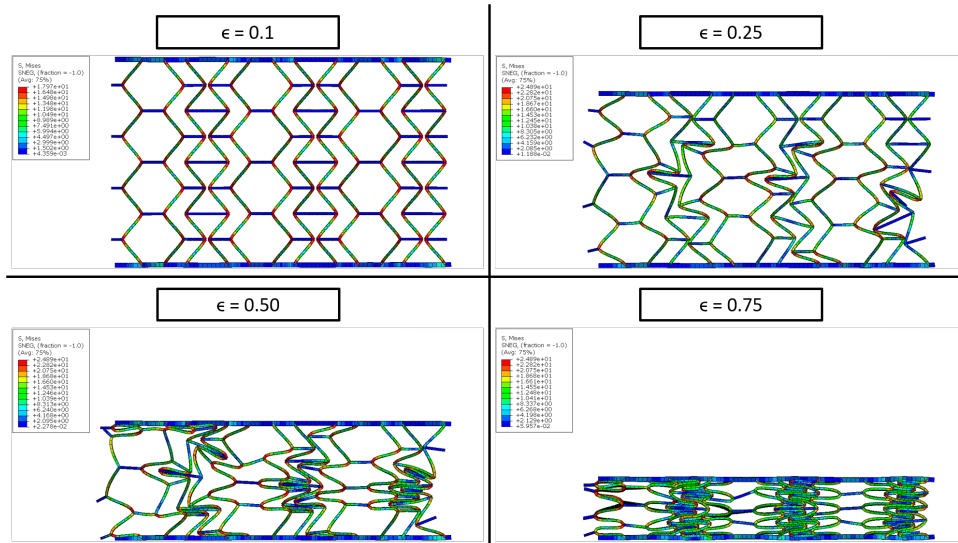 ϵ = 0.1
S, Mises
SNEG, (fraction = -1.0)
(Avg: 75%)
+1.797e+01
+1.648e+01
+1.498e+01
+1.348e+01
+1.198e+01
+1.049e+01
+8.989e+00
+7.491e+00
+5.994e+00
+4.497e+00
+2.999e+00
+1.502e+00
+4.359e-03
ϵ = 0.25
S, Mises
SNEG, (fraction = -1.0)
(Avg: 75%)
+2.489e+01
+2.282e+01
+2.075e+01
+1.867e+01
+1.660e+01
+1.453e+01
+1.245e+01
+1.038e+01
+8.305e+00
+6.232e+00
+4.159e+00
+2.085e+00
+1.188e-02
ϵ = 0.50
S, Mises
SNEG, (fraction = -1.0)
(Avg: 75%)
+2.489e+01
+2.282e+01
+2.075e+01
+1.868e+01
+1.660e+01
+1.453e+01
+1.246e+01
+1.039e+01
+8.313e+00
+6.240e+00
+4.168e+00
+2.095e+00
+2.278e-02
ϵ = 0.75
S, Mises
SNEG, (fraction = -1.0)
(Avg: 75%)
+2.489e+01
+2.282e+01
+2.075e+01
+1.868e+01
+1.661e+01
+1.455e+01
+1.248e+01
+1.041e+01
+8.337e+00
+6.268e+00
+4.198e+00
+2.129e+00
+5.957e-02